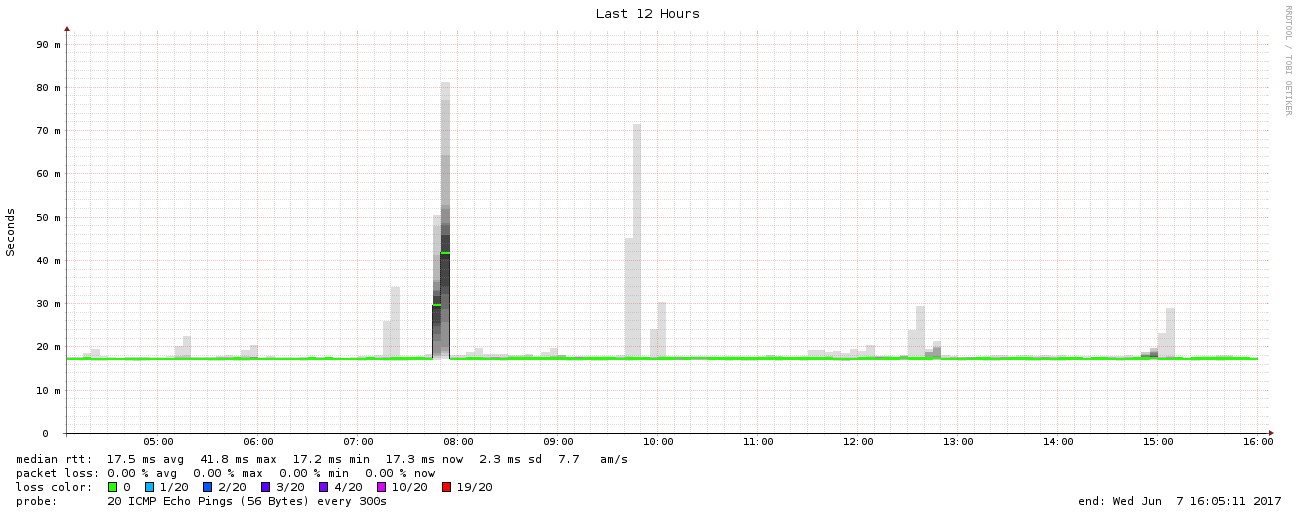 Last 12 Hours
RRDTOOL / TOBI OETIKER
Seconds
90 m
80 m
70 m
60 m
50 m
40 m
30 m
20 m
10 m
0
05:00 06:00 07:00 08:00 09:00 10:00 11:00 12:00 13:00 14:00 15:00 16:00
median rtt: 17.5 ms avg 41.8 ms max 17.2 ms min 17.3 ms now 2.3 ms sd 7.7 am/s
packet loss: 0.00 % avg 0.00 % max 0.00 % min 0.00 % now
loss color: 0 1/20 2/20 3/20 4/20 10/20 19/20
probe: 20 ICMP Echo Pings (56 Bytes) every 300s
end: Wed Jun 7 16:05:11 2017